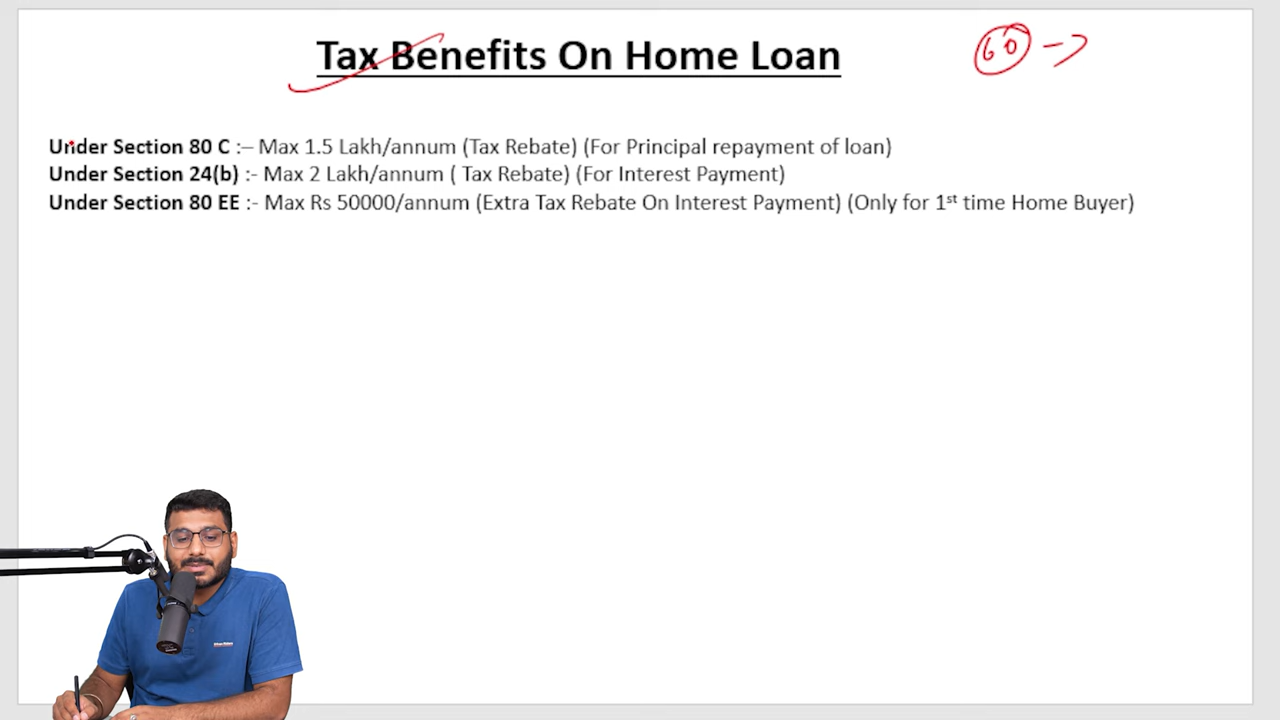 Tax Benefits On Home Loan
60 →
Under Section 80 C :– Max 1.5 Lakh/annum (Tax Rebate) (For Principal repayment of loan)
Under Section 24(b) :- Max 2 Lakh/annum ( Tax Rebate) (For Interest Payment)
Under Section 80 EE :- Max Rs 50000/annum (Extra Tax Rebate On Interest Payment) (Only for 1st time Home Buyer)